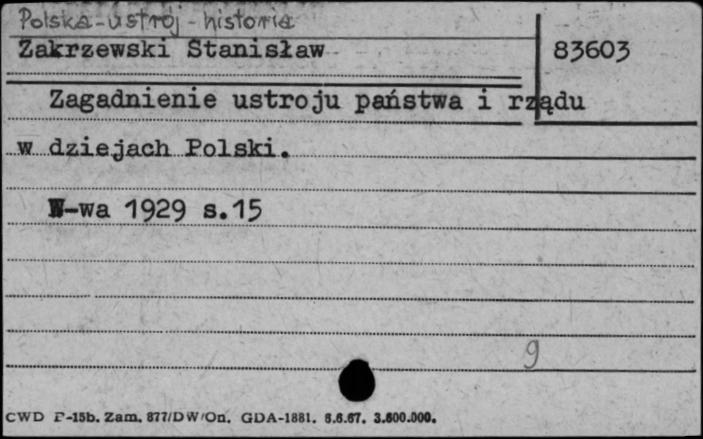 Polska-ustrój-historia
Zakrzewski Stanisław
83603
Zagadnienie ustroju państwa i rządu
w dziejach Polski.
W-wa 1929 s.15
9
CWD P-15b. Zam. 877/DW/On. GDA-1881. 6.6.67. 3.600.000.